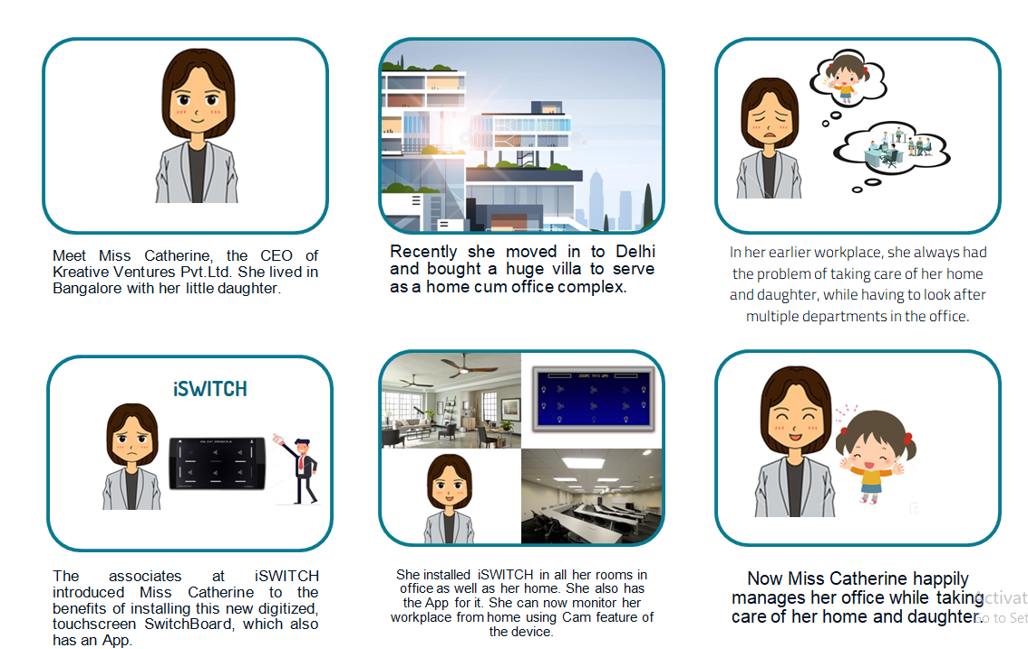 Meet Miss Catherine, the CEO of
Kreative Ventures Pvt.Ltd. She lived in
Bangalore with her little daughter.
Recently she moved in to Delhi
and bought a huge villa to serve
as a home cum office complex.
In her earlier workplace, she always had
the problem of taking care of her home
and daughter, while having to look after
multiple departments in the office.
iSWITCH
The associates at iSWITCH
introduced Miss Catherine to the
benefits of installing this new digitized,
touchscreen SwitchBoard, which also
has an App.
She installed iSWITCH in all her rooms in
office as well as her home. She also has
the App for it. She can now monitor her
workplace from home using Cam feature of
the device.
Now Miss Catherine happily
manages her office while taking
care of her home and daughter.
Activat
Go to Set